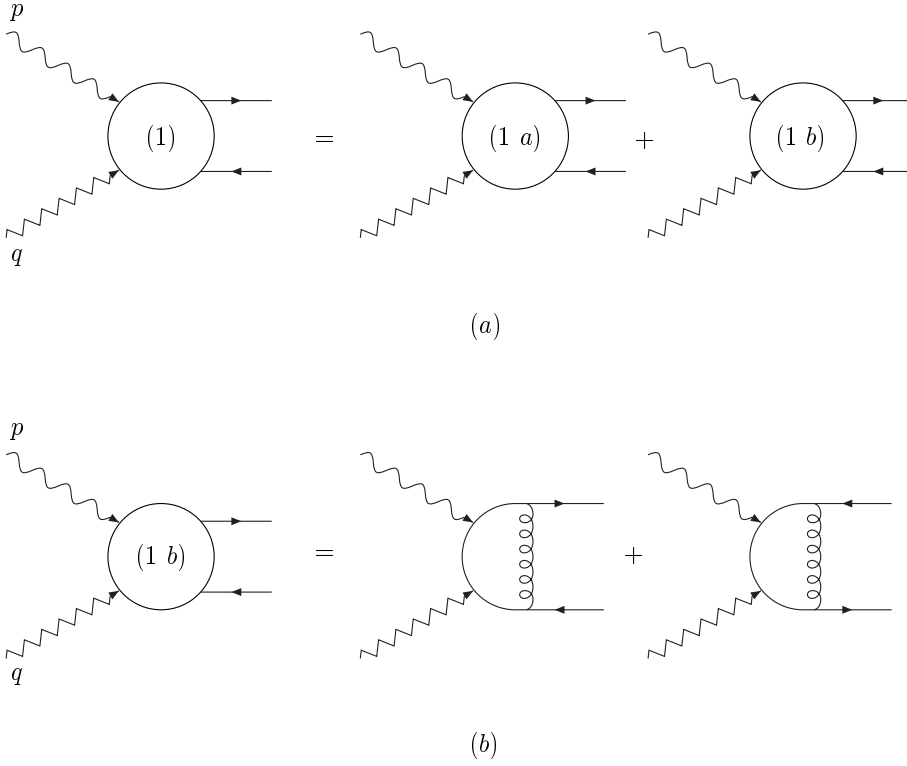 p
(1) = (1 a) + (1 b)
q
(a)
p
(1 b) = +
q
(b)